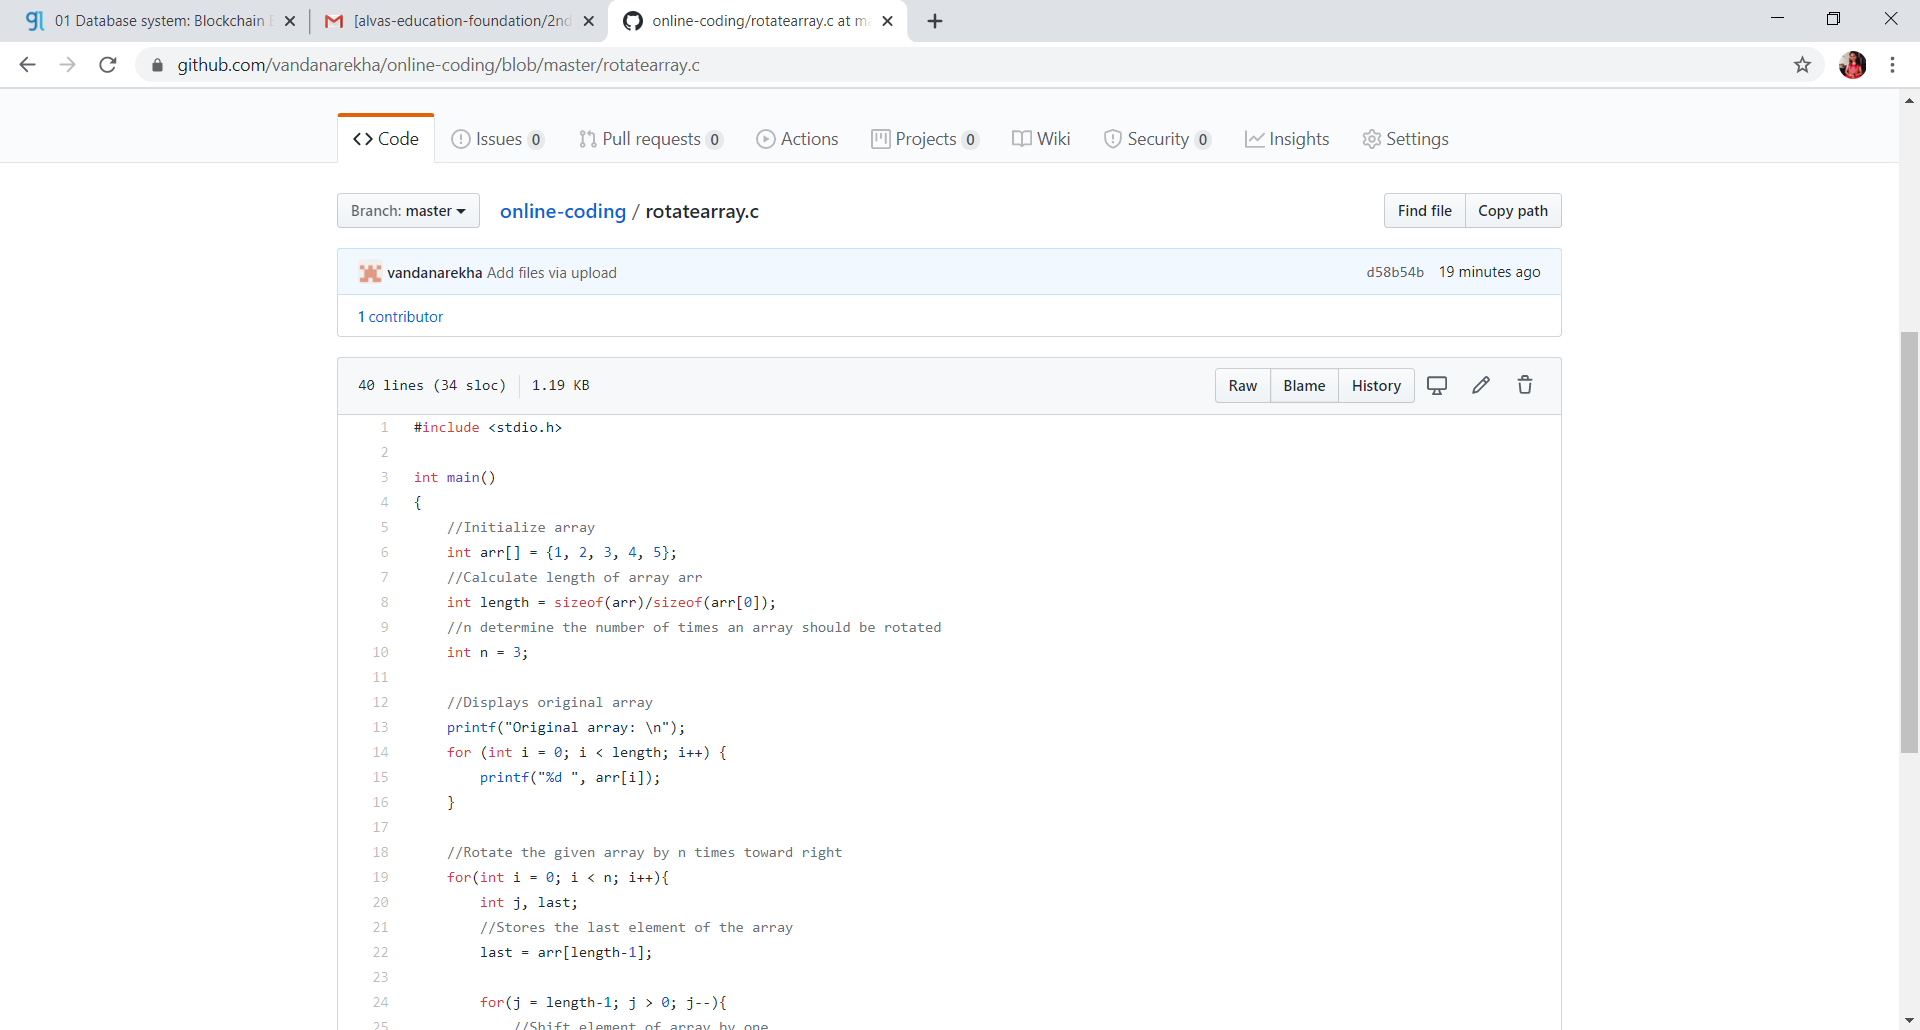 01 Database system: Blockchain
[alvas-education-foundation/2nd
online-coding/rotatearray.c at ma
github.com/vandanarekha/online-coding/blob/master/rotatearray.c
Code Issues 0 Pull requests 0 Actions Projects 0 Wiki Security 0 Insights Settings
Branch: master online-coding / rotatearray.c Find file Copy path
vandanarekha Add files via upload d58b54b 19 minutes ago
1 contributor
40 lines (34 sloc) 1.19 KB Raw Blame History
1 #include <stdio.h>
2
3 int main()
4 {
5     //Initialize array
6     int arr[] = {1, 2, 3, 4, 5};
7     //Calculate length of array arr
8     int length = sizeof(arr)/sizeof(arr[0]);
9     //n determine the number of times an array should be rotated
10     int n = 3;
11
12     //Displays original array
13     printf("Original array: \n");
14     for (int i = 0; i < length; i++) {
15         printf("%d ", arr[i]);
16     }
17
18     //Rotate the given array by n times toward right
19     for(int i = 0; i < n; i++){
20         int j, last;
21         //Stores the last element of the array
22         last = arr[length-1];
23
24         for(j = length-1; j > 0; j--){
25             //Shift element of array by one